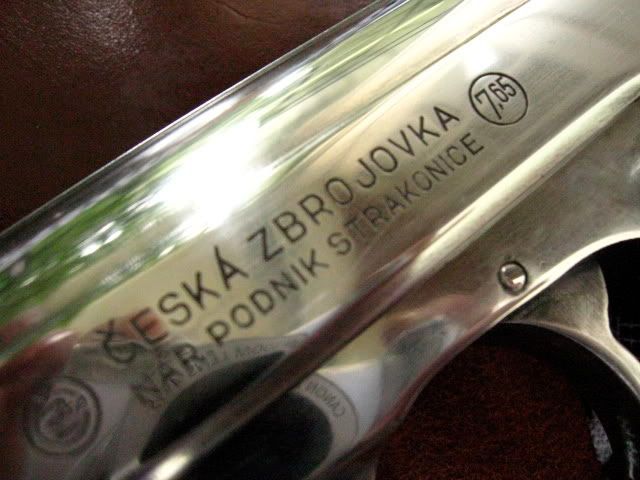 ČESKÁ ZBROJOVKA 7,65
NÁR. PODNIK STRAKONICE